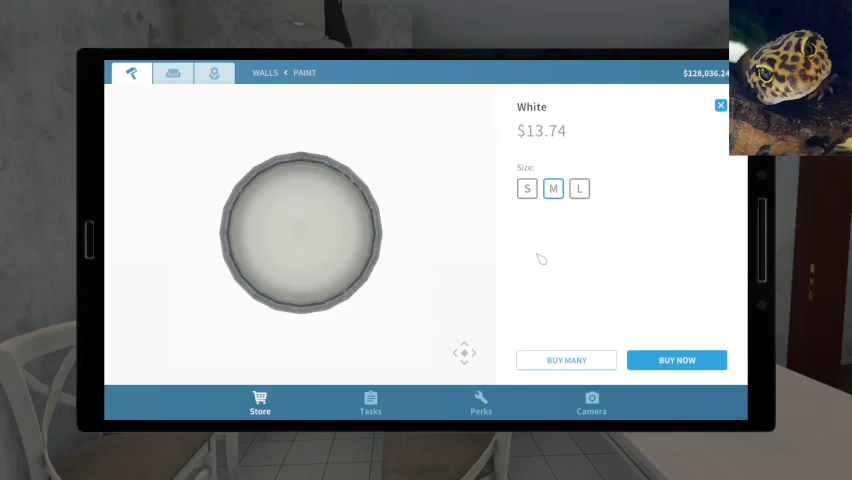 WALLS < PAINT
$128,036.24
White
$13.74
Size:
S M L
BUY MANY
BUY NOW
Store
Tasks
Perks
Camera